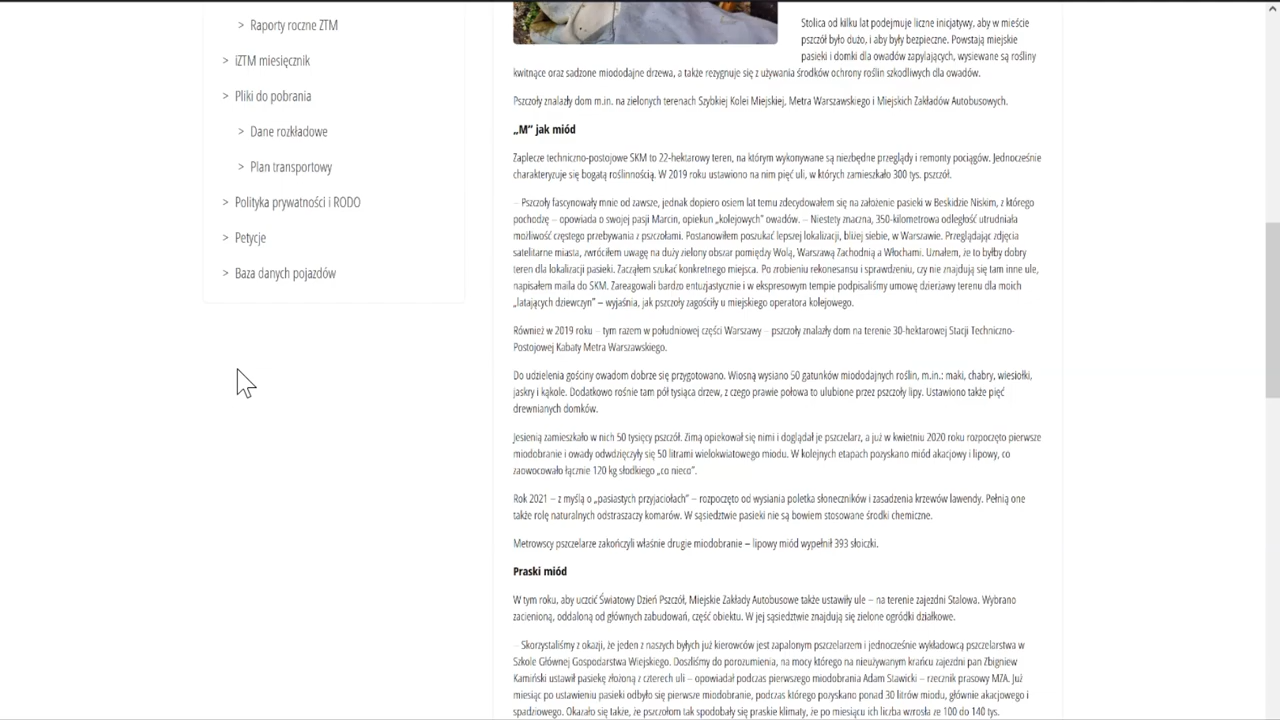 > Raporty roczne ZTM
> iZTM miesięcznik
> Pliki do pobrania
> Dane rozkładowe
> Plan transportowy
> Polityka prywatności i RODO
> Petycje
> Baza danych pojazdów
Stolica od kilku lat podejmuje liczne inicjatywy, aby w mieście
pszczół było dużo, i aby były bezpieczne. Powstają miejskie
pasieki i domki dla owadów zapylających, wysiewane są rośliny
kwitnące oraz sadzone miododajne drzewa, a także rezygnuje się z używania środków ochrony roślin szkodliwych dla owadów.
Pszczoły znalazły dom m.in. na zielonych terenach Szybkiej Kolei Miejskiej, Metra Warszawskiego i Miejskich Zakładów Autobusowych.
„M” jak miód
Zaplecze techniczno-postojowe SKM to 22-hektarowy teren, na którym wykonywane są niezbędne przeglądy i remonty pociągów. Jednocześnie
charakteryzuje się bogatą roślinnością. W 2019 roku ustawiono na nim pięć uli, w których zamieszkało 300 tys. pszczół.
– Pszczoły fascynowały mnie od zawsze, jednak dopiero osiem lat temu zdecydowałem się na założenie pasieki w Beskidzie Niskim, z którego
pochodzę – opowiada o swojej pasji Marcin, opiekun „kolejowych” owadów. – Niestety znaczna, 350-kilometrowa odległość utrudniała
możliwość częstego przebywania z pszczołami. Postanowiłem poszukać lepszej lokalizacji, bliżej siebie, w Warszawie. Przeglądając zdjęcia
satelitarne miasta, zwróciłem uwagę na duży zielony obszar pomiędzy Wolą, Warszawą Zachodnią a Włochami. Uznałem, że to byłby dobry
teren dla lokalizacji pasieki. Zacząłem szukać konkretnego miejsca. Po zrobieniu rekonesansu i sprawdzeniu, czy nie znajdują się tam inne ule,
napisałem maila do SKM. Zareagowali bardzo entuzjastycznie i w ekspresowym tempie podpisaliśmy umowę dzierżawy terenu dla moich
„latających dziewczyn” – wyjaśnia, jak pszczoły zagościły u miejskiego operatora kolejowego.
Również w 2019 roku – tym razem w południowej części Warszawy – pszczoły znalazły dom na terenie 30-hektarowej Stacji Techniczno-
Postojowej Kabaty Metra Warszawskiego.
Do udzielenia gościny owadom dobrze się przygotowano. Wiosną wysiano 50 gatunków miododajnych roślin, m.in.: maki, chabry, wiesiołki,
jaskry i kąkole. Dodatkowo rośnie tam pół tysiąca drzew, z czego prawie połowa to ulubione przez pszczoły lipy. Ustawiono także pięć
drewnianych domków.
Jesienią zamieszkało w nich 50 tysięcy pszczół. Zimą opiekował się nimi i doglądał je pszczelarz, a już w kwietniu 2020 roku rozpoczęto pierwsze
miodobranie i owady odwdzięczyły się 50 litrami wielokwiatowego miodu. W kolejnych etapach pozyskano miód akacjowy i lipowy, co
zaowocowało łącznie 120 kg słodkiego „co nieco”.
Rok 2021 – z myślą o „pasiastych przyjaciołach” – rozpoczęto od wysiania poletka słoneczników i zasadzenia krzewów lawendy. Pełnią one
także rolę naturalnych odstraszaczy komarów. W sąsiedztwie pasieki nie są bowiem stosowane środki chemiczne.
Metrowscy pszczelarze zakończyli właśnie drugie miodobranie – lipowy miód wypełnił 393 słoiczki.
Praski miód
W tym roku, aby uczcić Światowy Dzień Pszczół, Miejskie Zakłady Autobusowe także ustawiły ule – na terenie zajezdni Stalowa. Wybrano
zacienioną, oddaloną od głównych zabudowań, część obiektu. W jej sąsiedztwie znajdują się zielone ogródki działkowe.
– Skorzystaliśmy z okazji, że jeden z naszych byłych już kierowców jest zapalonym pszczelarzem i jednocześnie wykładowcą pszczelarstwa w
Szkole Głównej Gospodarstwa Wiejskiego. Doszliśmy do porozumienia, na mocy którego na nieużywanym krańcu zajezdni pan Zbigniew
Kamiński ustawił pasiekę złożoną z czterech uli – opowiadał podczas pierwszego miodobrania Adam Stawicki – rzecznik prasowy MZA. Już
miesiąc po ustawieniu pasieki odbyło się pierwsze miodobranie, podczas którego pozyskano ponad 30 litrów miodu, głównie akacjowego i
spadziowego. Okazało się także, że pszczołom tak spodobały się praskie klimaty, że po miesiącu ich liczba wzrosła ze 100 do 140 tys.